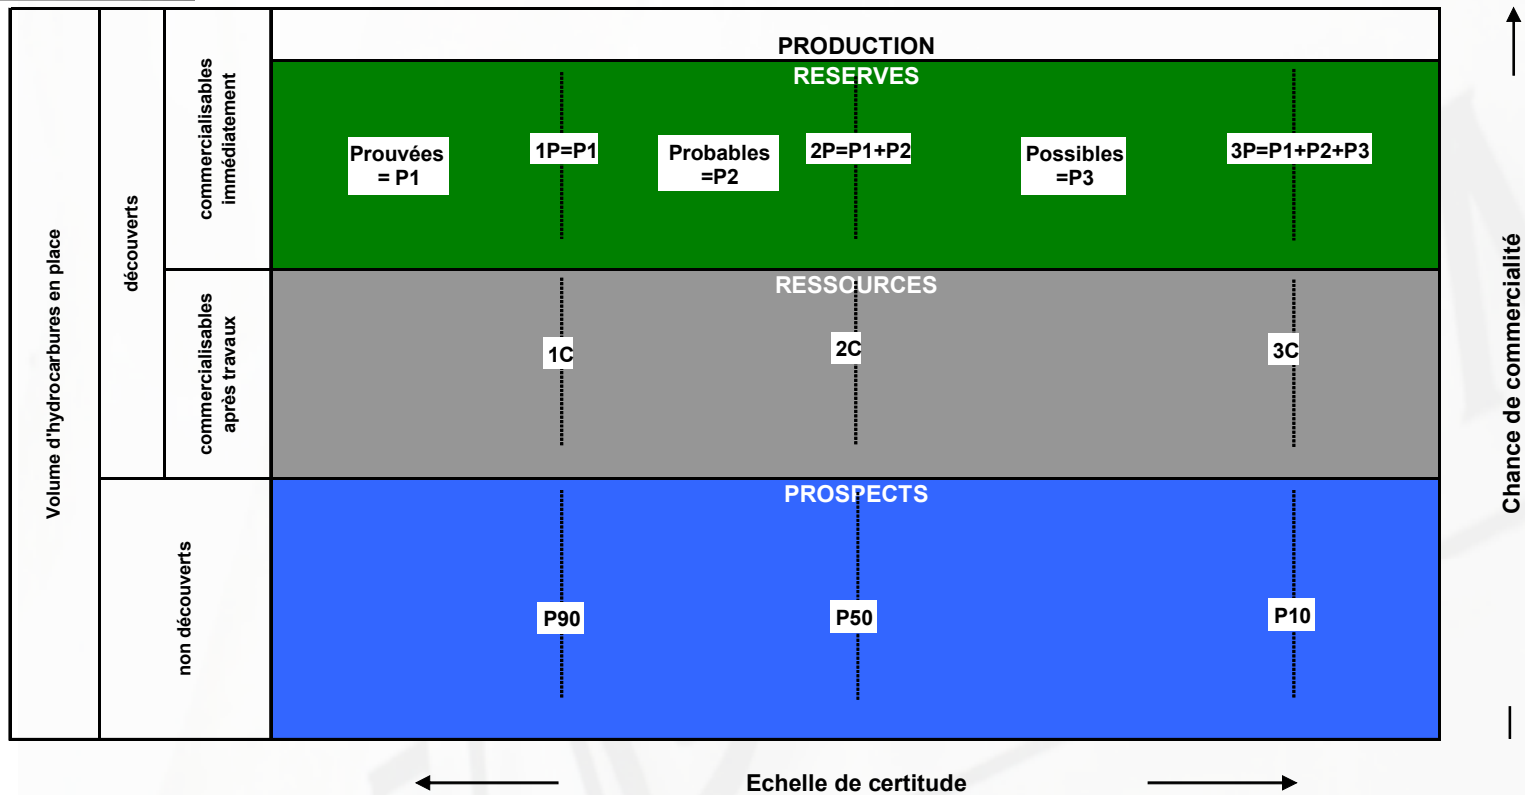 Volume d'hydrocarbures en place
découverts
commercialisables
immédiatement
PRODUCTION
RESERVES
Prouvées
= P1
1P=P1
Probables
=P2
2P=P1+P2
Possibles
=P3
3P=P1+P2+P3
commercialisables
après travaux
RESSOURCES
1C
2C
3C
non découverts
PROSPECTS
P90
P50
P10
Chance de commercialité
Echelle de certitude